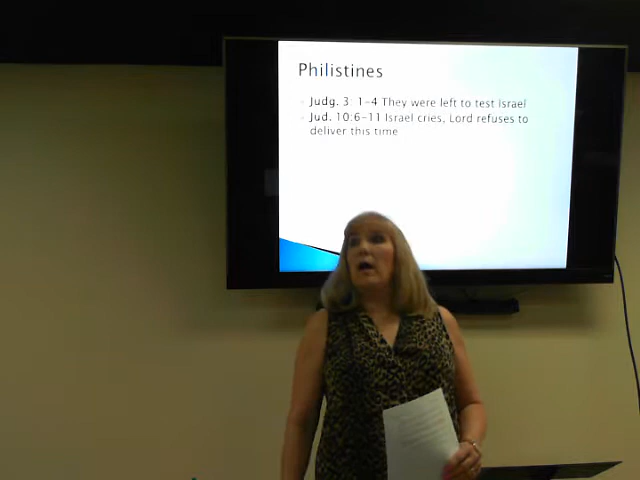 Philistines
Judg. 3: 1-4 They were left to test Israel
Jud. 10:6-11 Israel cries, Lord refuses to
deliver this time